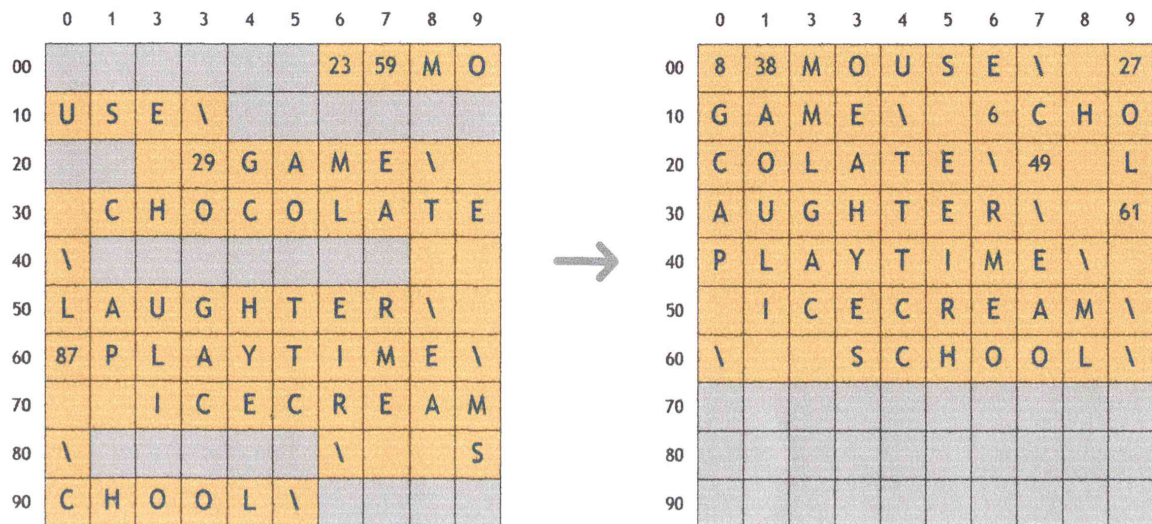 0 1 3 3 4 5 6 7 8 9
00 23 59 M O
10 U S E \
20 29 G A M E \
30 C H O C O L A T E
40 \
50 L A U G H T E R \
60 87 P L A Y T I M E \
70 I C E C R E A M
80 \ \ S
90 C H O O L \
0 1 3 3 4 5 6 7 8 9
00 8 38 M O U S E \ 27
10 G A M E \ 6 C H O
20 C O L A T E \ 49 L
30 A U G H T E R \ 61
40 P L A Y T I M E \
50 I C E C R E A M \
60 \ S C H O O L \
70
80
90